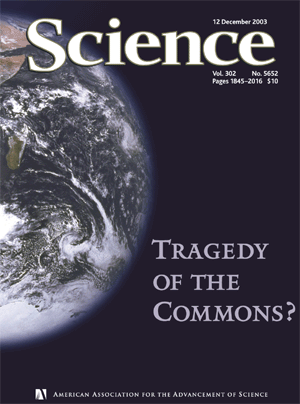 12 December 2003
Science
Vol. 302 No. 5652
Pages 1845–2016 $10
TRAGEDY
OF THE
COMMONS?
AMERICAN ASSOCIATION FOR THE ADVANCEMENT OF SCIENCE